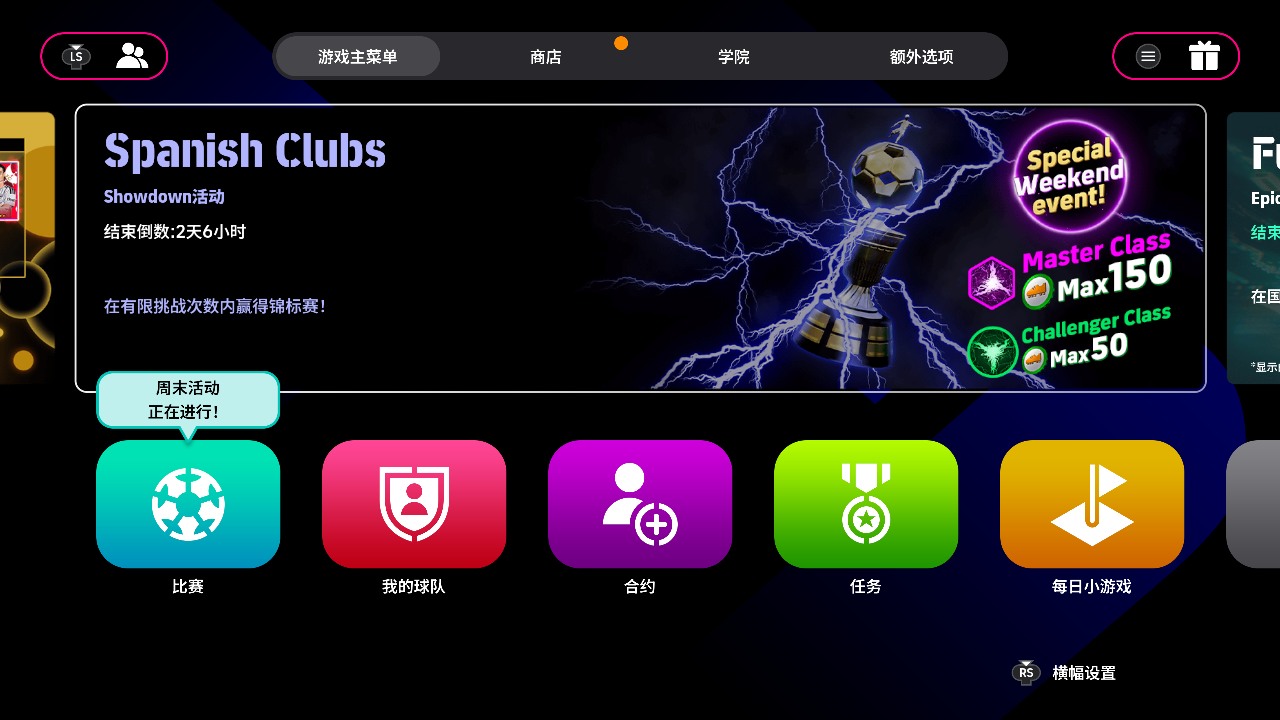 LS
游戏主菜单
商店
学院
额外选项
Spanish Clubs
Showdown活动
结束倒数:2天6小时
在有限挑战次数内赢得锦标赛!
Special
Weekend
event!
Master Class
Max150
Challenger Class
Max50
Epic
结束
在国
周末活动
正在进行!
比赛
我的球队
合约
任务
每日小游戏
RS
横幅设置